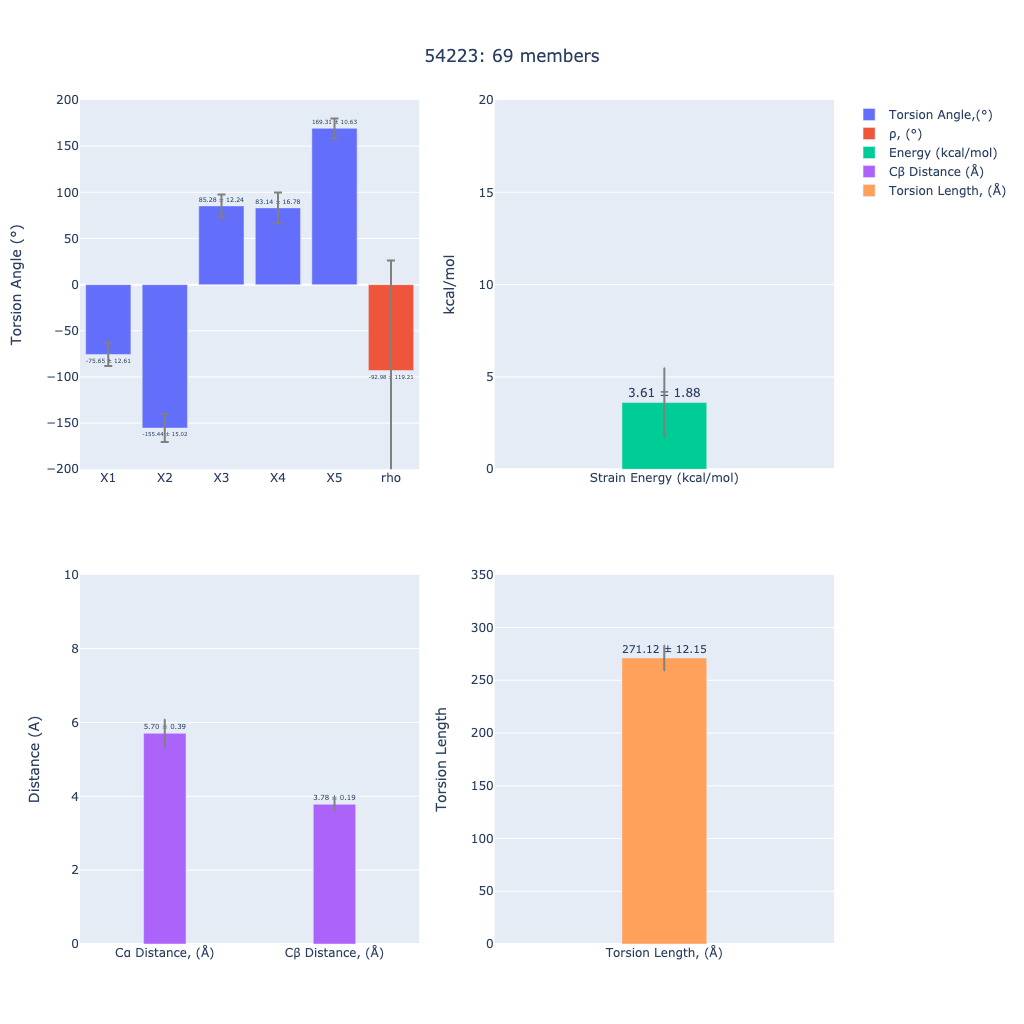 54223: 69 members
Torsion Angle (°)
200
150
100
50
0
−50
−100
−150
−200
-75.65 ± 12.61
-155.44 ± 15.02
85.28 ± 12.24
83.14 ± 16.78
169.31 ± 10.63
-92.98 ± 119.21
X1 X2 X3 X4 X5 rho
kcal/mol
20
15
10
5
0
3.61 ± 1.88
Strain Energy (kcal/mol)
Torsion Angle,(°)
ρ, (°)
Energy (kcal/mol)
Cβ Distance (Å)
Torsion Length, (Å)
Distance (A)
10
8
6
4
2
0
5.70 ± 0.39
3.78 ± 0.19
Cα Distance, (Å) Cβ Distance, (Å)
Torsion Length
350
300
250
200
150
100
50
0
271.12 ± 12.15
Torsion Length, (Å)